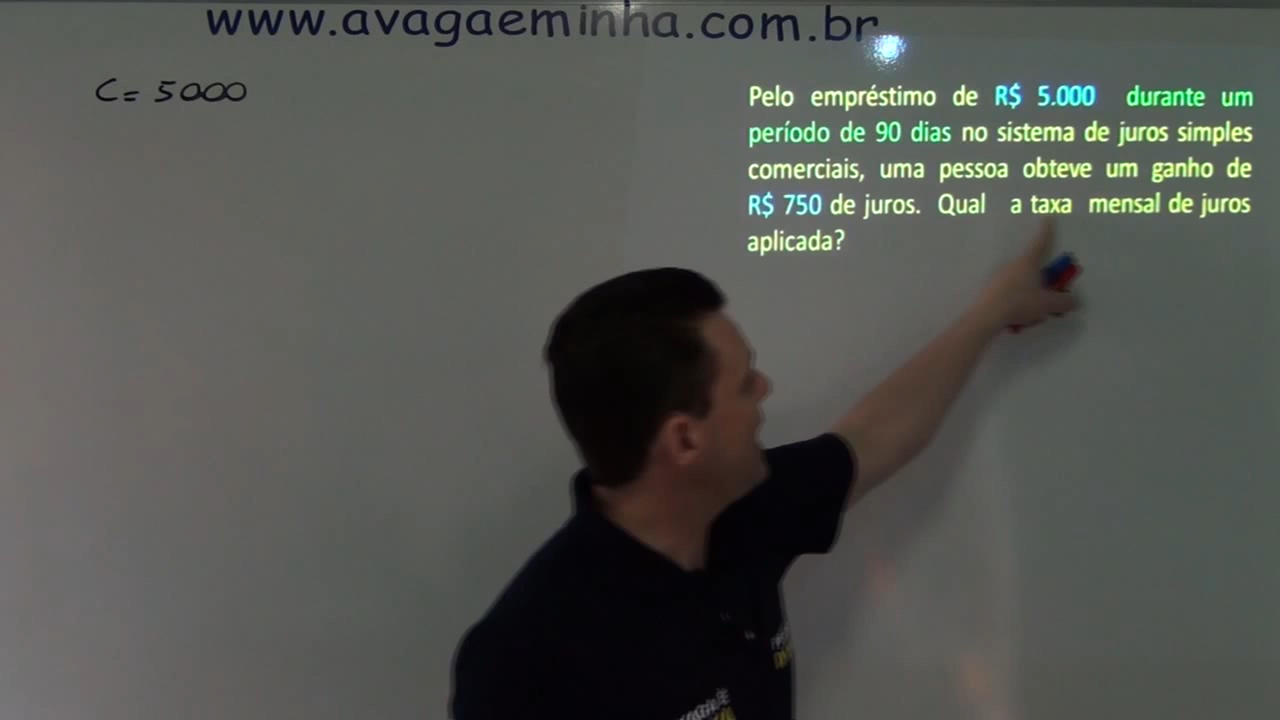 www.avagaeminha.com.br
C= 5000
Pelo empréstimo de R$ 5.000 durante um
período de 90 dias no sistema de juros simples
comerciais, uma pessoa obteve um ganho de
R$ 750 de juros. Qual a taxa mensal de juros
aplicada?